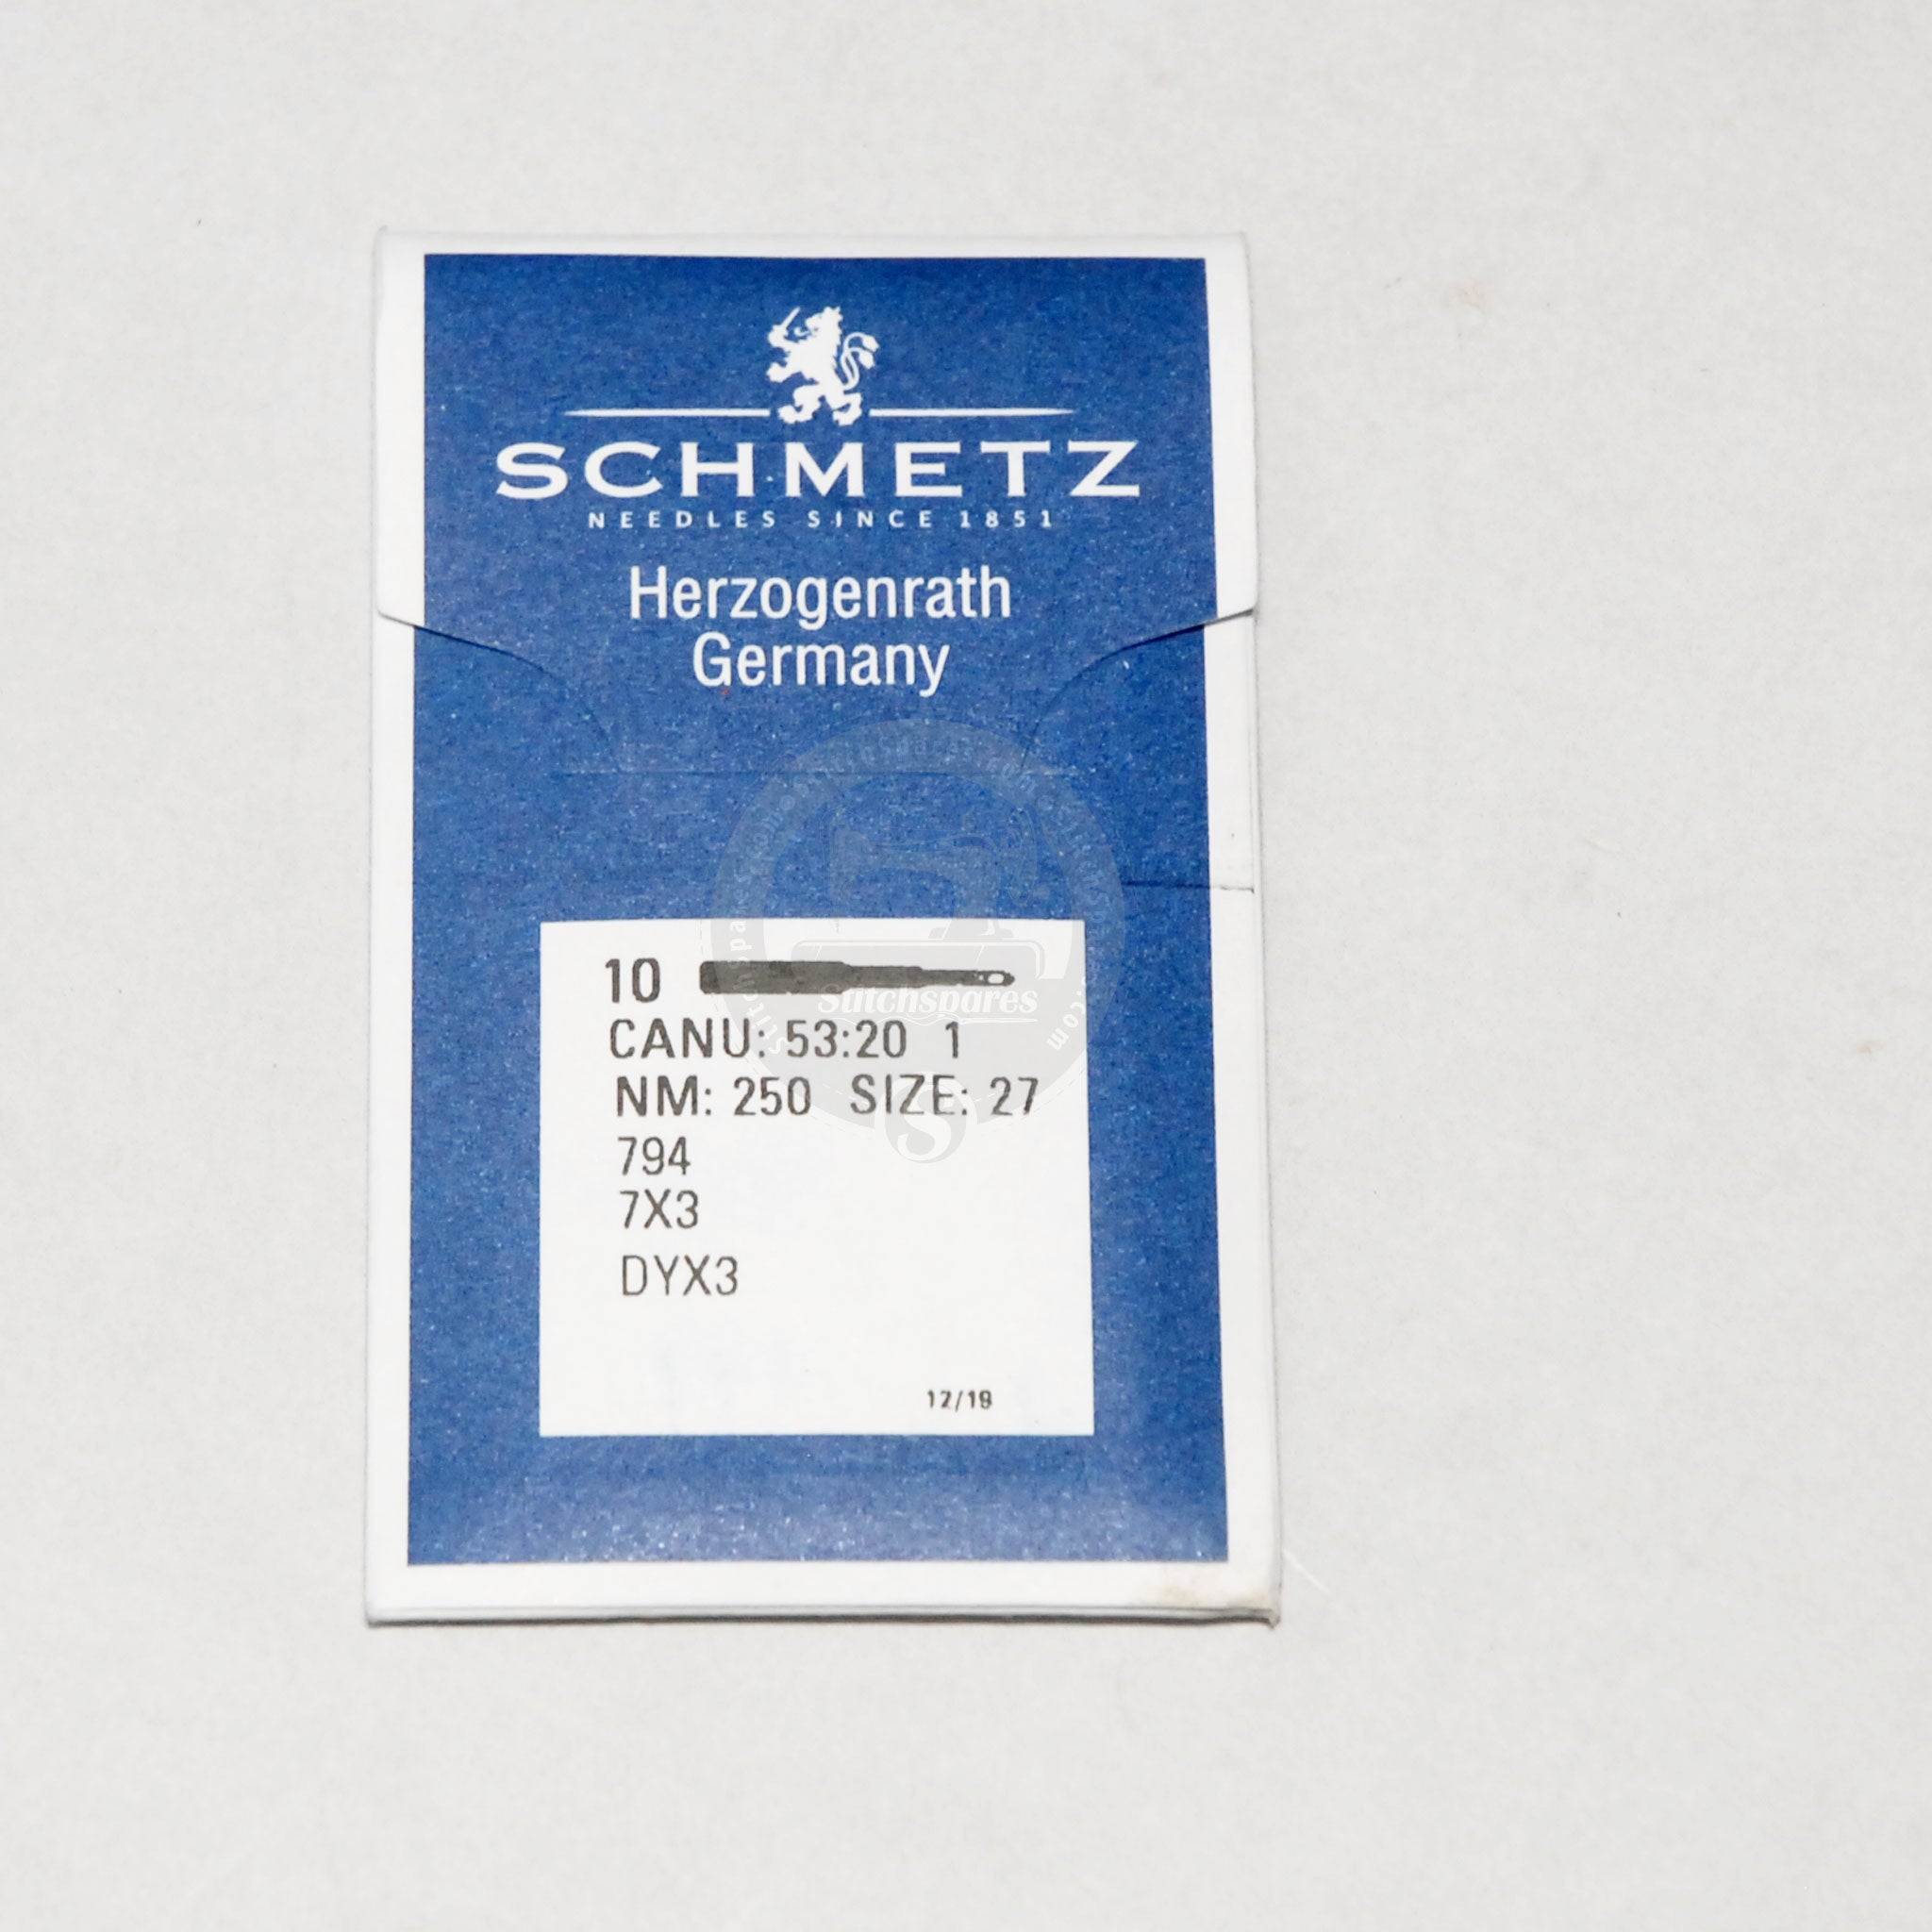 SCHMETZ
NEEDLES SINCE 1851
Herzogenrath
Germany
10
CANU: 53:20 1
NM: 250 SIZE: 27
794
7X3
DYX3
12/19
Stitchspares
S